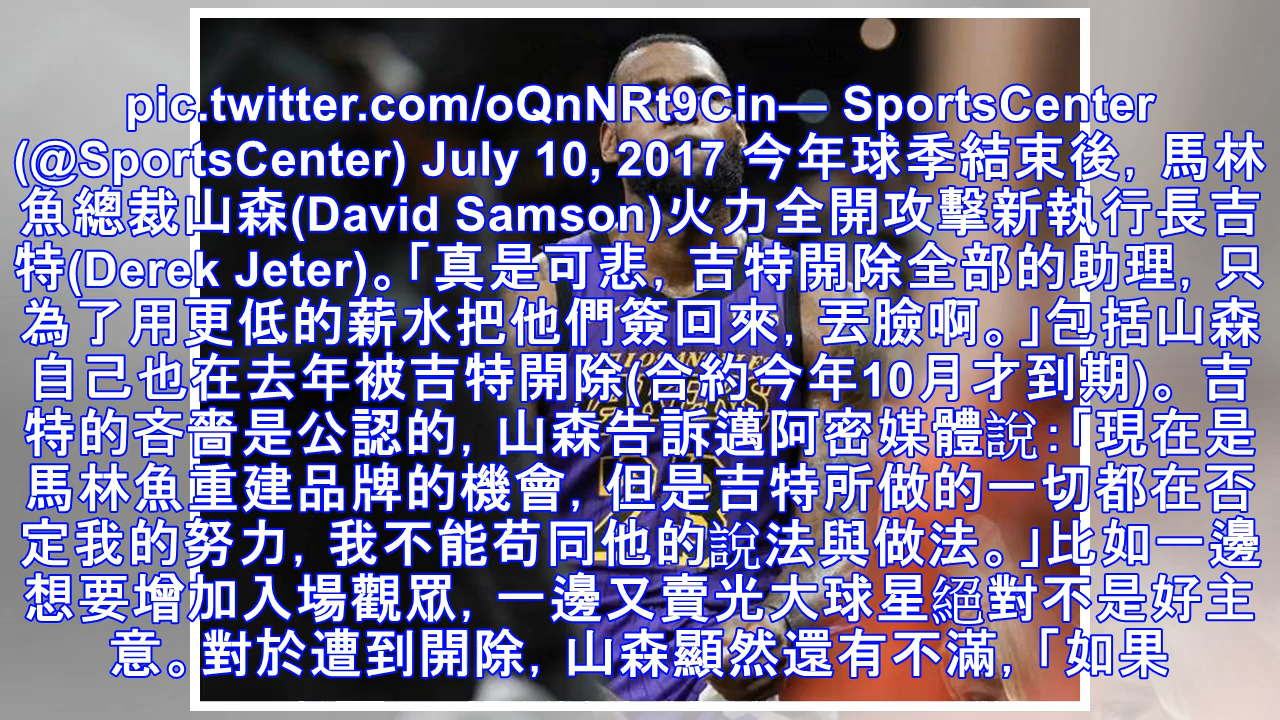 pic.twitter.com/oQnNRt9Cin— SportsCenter
(@SportsCenter) July 10, 2017 今年球季結束後, 馬林
魚總裁山森(David Samson)火力全開攻擊新執行長吉
特(Derek Jeter)。「真是可悲, 吉特開除全部的助理, 只
為了用更低的薪水把他們簽回來, 丟臉啊。」包括山森
自己也在去年被吉特開除(合約今年10月才到期)。吉
特的吝嗇是公認的, 山森告訴邁阿密媒體說:「現在是
馬林魚重建品牌的機會, 但是吉特所做的一切都在否
定我的努力, 我不能苟同他的說法與做法。」比如一邊
想要增加入場觀眾, 一邊又賣光大球星絕對不是好主
意。對於遭到開除, 山森顯然還有不滿,「如果